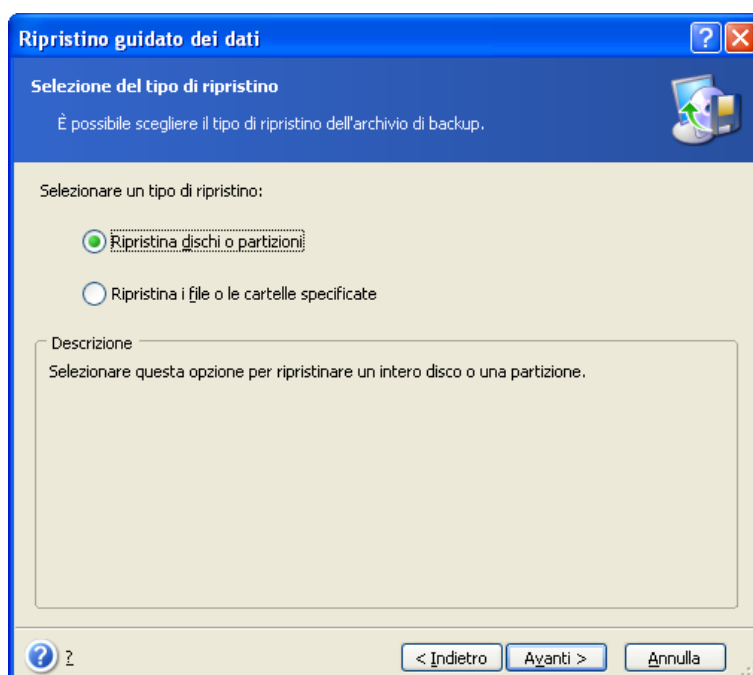 Ripristino guidato dei dati
Selezione del tipo di ripristino
È possibile scegliere il tipo di ripristino dell'archivio di backup.
Selezionare un tipo di ripristino:
Ripristina dischi o partizioni
Ripristina i file o le cartelle specificate
Descrizione
Selezionare questa opzione per ripristinare un intero disco o una partizione.
? ?
< Indietro
Avanti >
Annulla